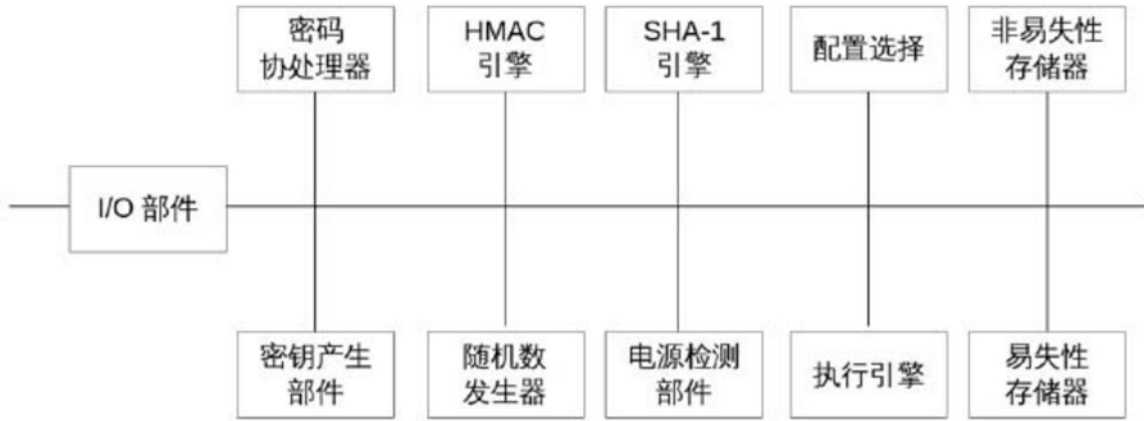 密码
协处理器
HMAC
引擎
SHA-1
引擎
配置选择
非易失性
存储器
I/O 部件
密钥产生
部件
随机数
发生器
电源检测
部件
执行引擎
易失性
存储器